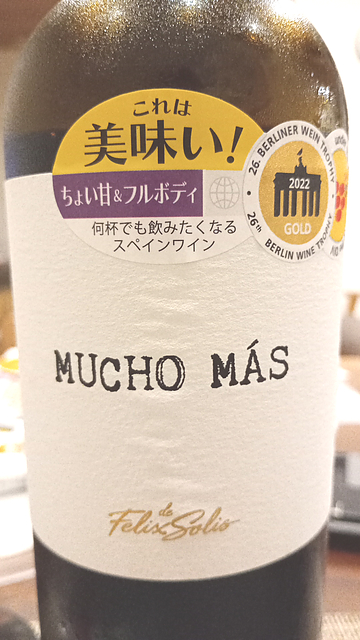 これは
美味い!
ちょい甘&フルボディ
何杯でも飲みたくなる
スペインワイン
26. BERLINER WEIN TROPHY
2022
GOLD
26th BERLIN WINE TROPHY
MUCHO MÁS
de
Felix Solis